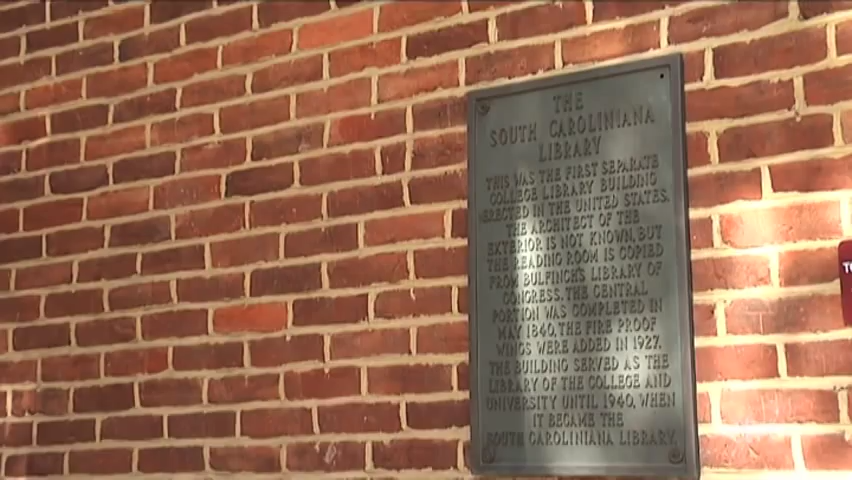 THE
SOUTH CAROLINIANA
LIBRARY
THIS WAS THE FIRST SEPARATE
COLLEGE LIBRARY BUILDING
ERECTED IN THE UNITED STATES.
THE ARCHITECT OF THE
EXTERIOR IS NOT KNOWN, BUT
THE READING ROOM IS COPIED
FROM BULFINCH'S LIBRARY OF
CONGRESS. THE CENTRAL
PORTION WAS COMPLETED IN
MAY 1840, THE FIRE PROOF
WINGS WERE ADDED IN 1927.
THE BUILDING SERVED AS THE
LIBRARY OF THE COLLEGE AND
UNIVERSITY UNTIL 1940, WHEN
IT BECAME THE
SOUTH CAROLINIANA LIBRARY.